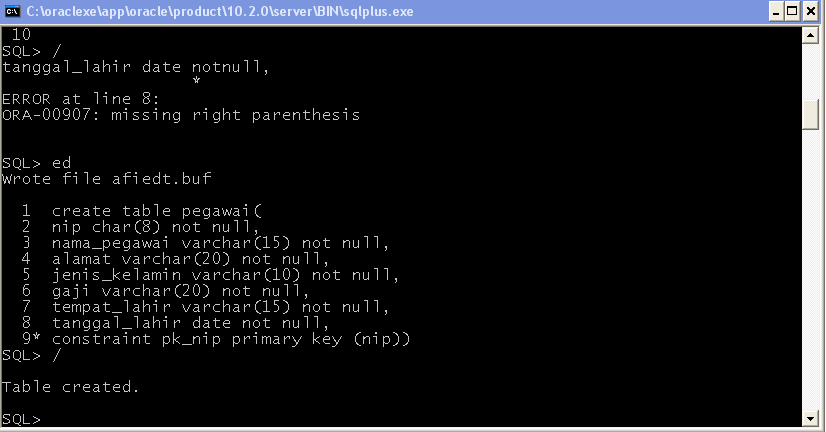 C:\oraclexe\app\oracle\product\10.2.0\server\BIN\sqlplus.exe
10
SQL> /
tanggal_lahir date notnull,
*
ERROR at line 8:
ORA-00907: missing right parenthesis
SQL> ed
Wrote file afiedt.buf
1 create table pegawai(
2 nip char(8) not null,
3 nama_pegawai varchar(15) not null,
4 alamat varchar(20) not null,
5 jenis_kelamin varchar(10) not null,
6 gaji varchar(20) not null,
7 tempat_lahir varchar(15) not null,
8 tanggal_lahir date not null,
9* constraint pk_nip primary key (nip))
SQL> /
Table created.
SQL>